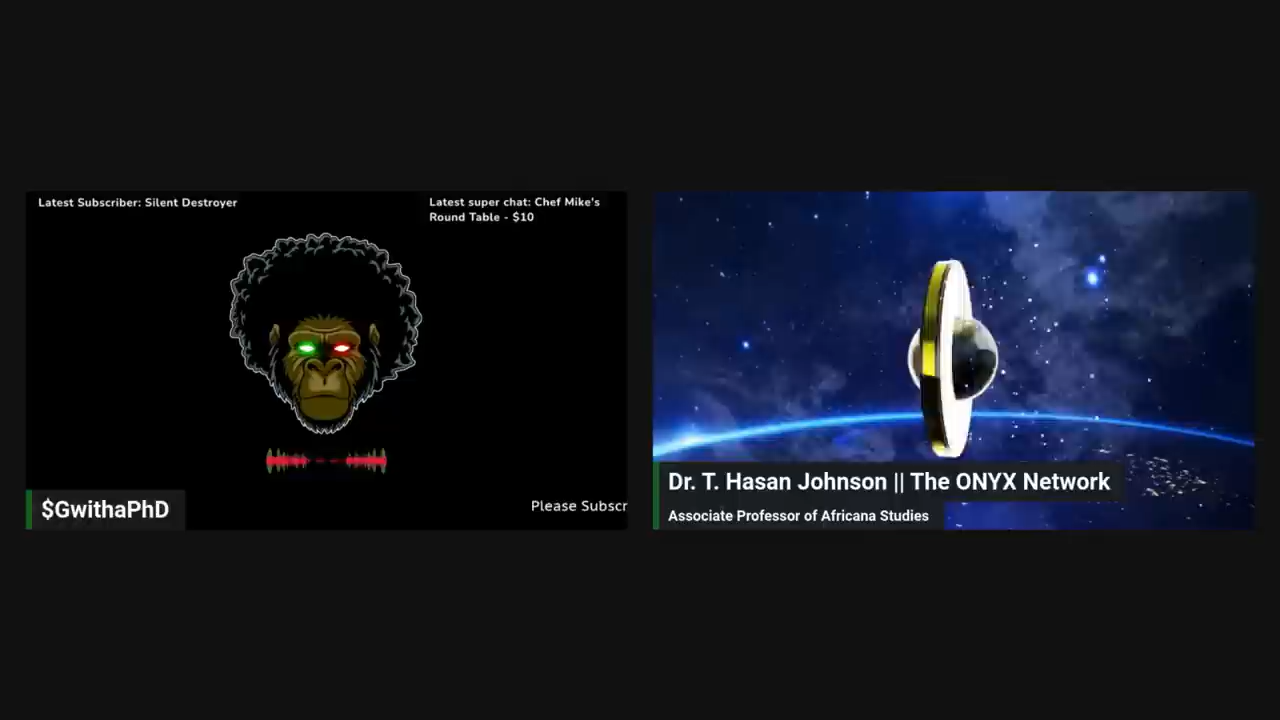 Latest Subscriber: Silent Destroyer
Latest super chat: Chef Mike's
Round Table - $10
$GwithaPhD
Please Subscr
Dr. T. Hasan Johnson || The ONYX Network
Associate Professor of Africana Studies